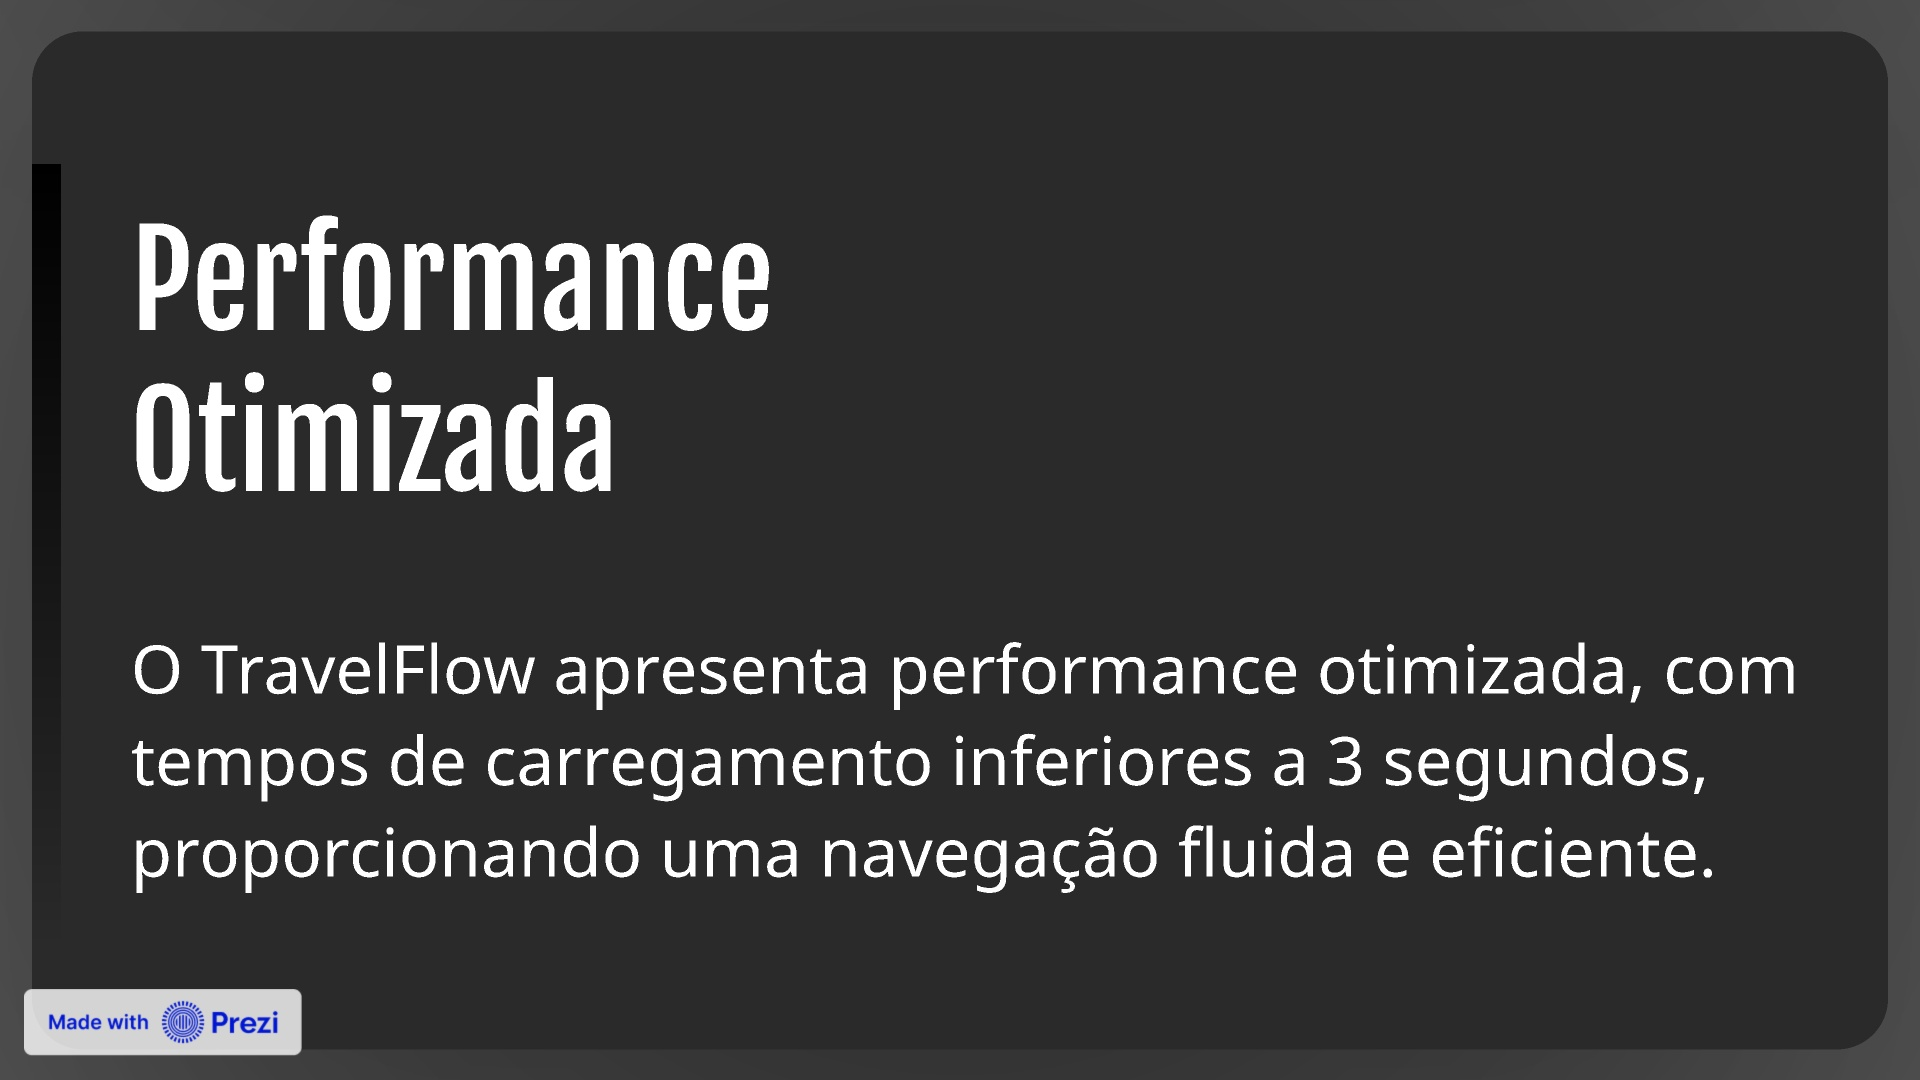 Performance
Otimizada
O TravelFlow apresenta performance otimizada, com
tempos de carregamento inferiores a 3 segundos,
proporcionando uma navegação fluida e eficiente.
Made with Prezi